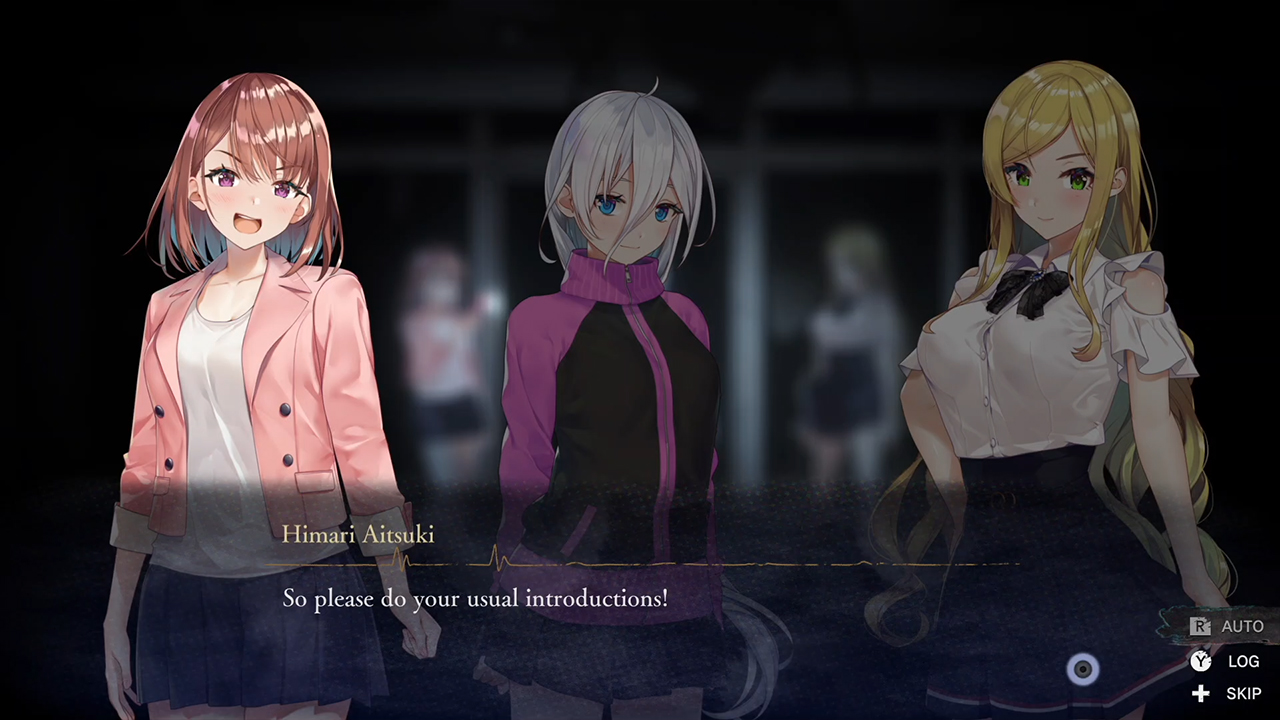 Himari Aitsuki
So please do your usual introductions!
R AUTO
Y LOG
SKIP